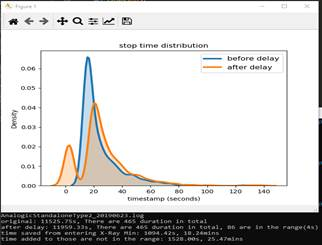 Figure 1
stop time distribution
before delay
after delay
0.06
0.05
0.04
0.03
0.02
0.01
0.00
Density
0 20 40 60 80 100 120 140
timestamp (seconds)
AnalogicStandaloneType2_20190623.log
original: 11525.75s, There are 465 duration in total
after delay: 11959.33s, There are 465 duration in total, 86 are in the range(4s)
time saved from entering X-Ray Min: 1094.42s, 18.24mins
time added to those are not in the range: 1528.00s, 25.47mins